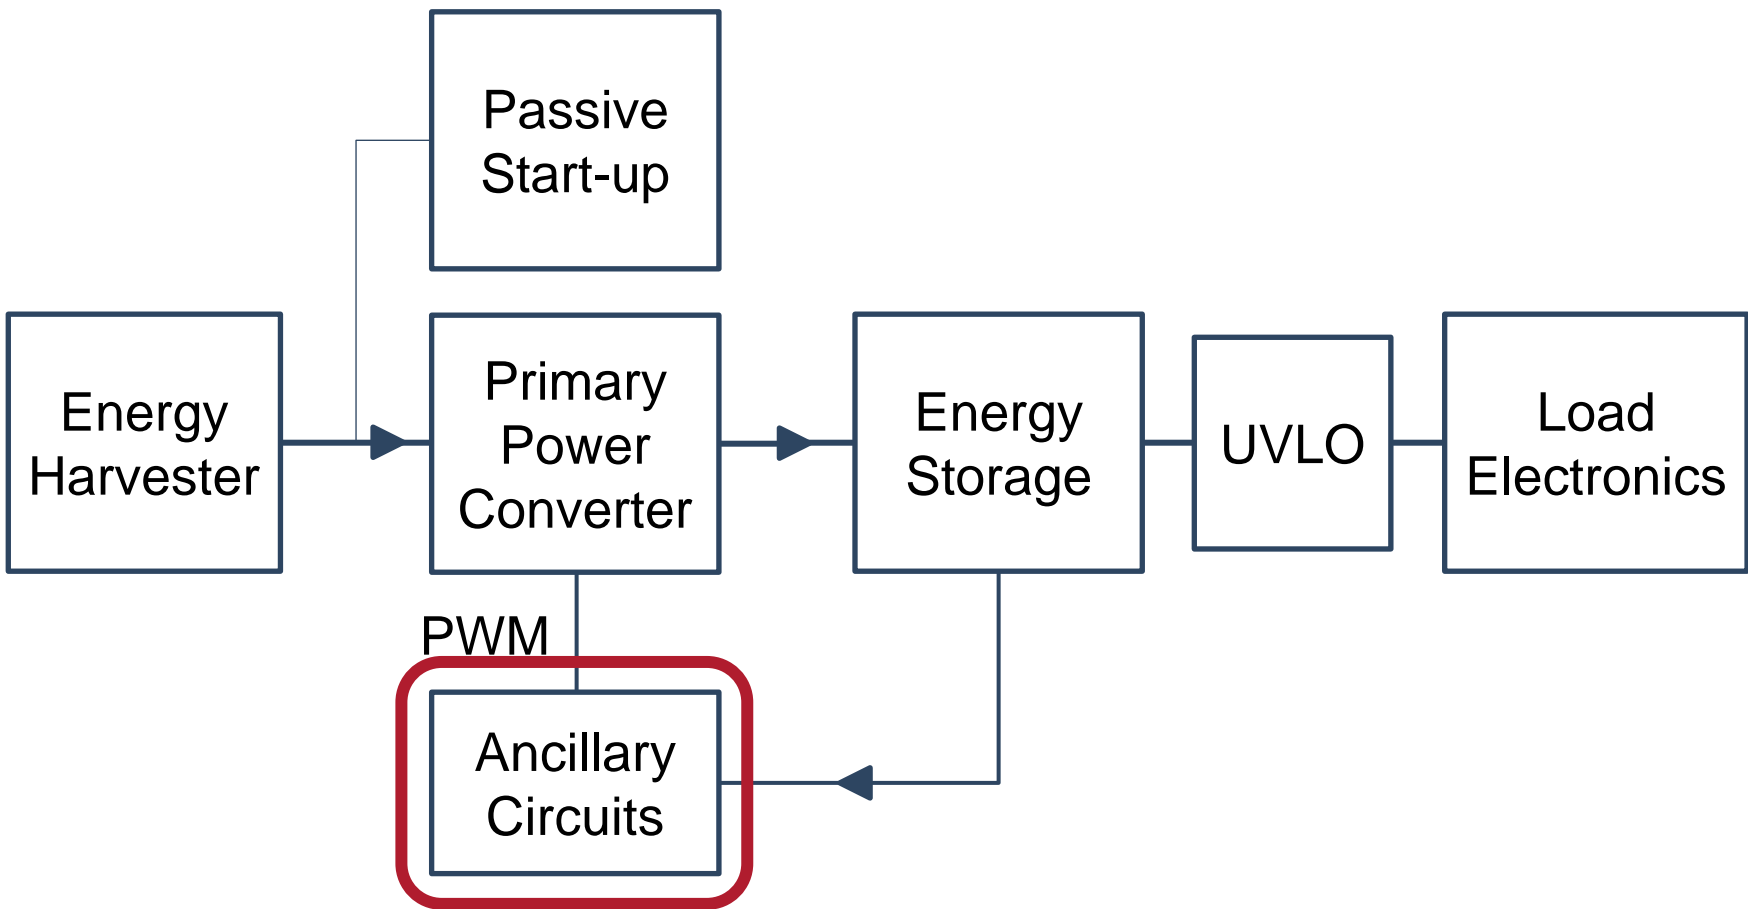 Passive
Start-up
Energy
Harvester
Primary
Power
Converter
Energy
Storage
UVLO
Load
Electronics
PWM
Ancillary
Circuits